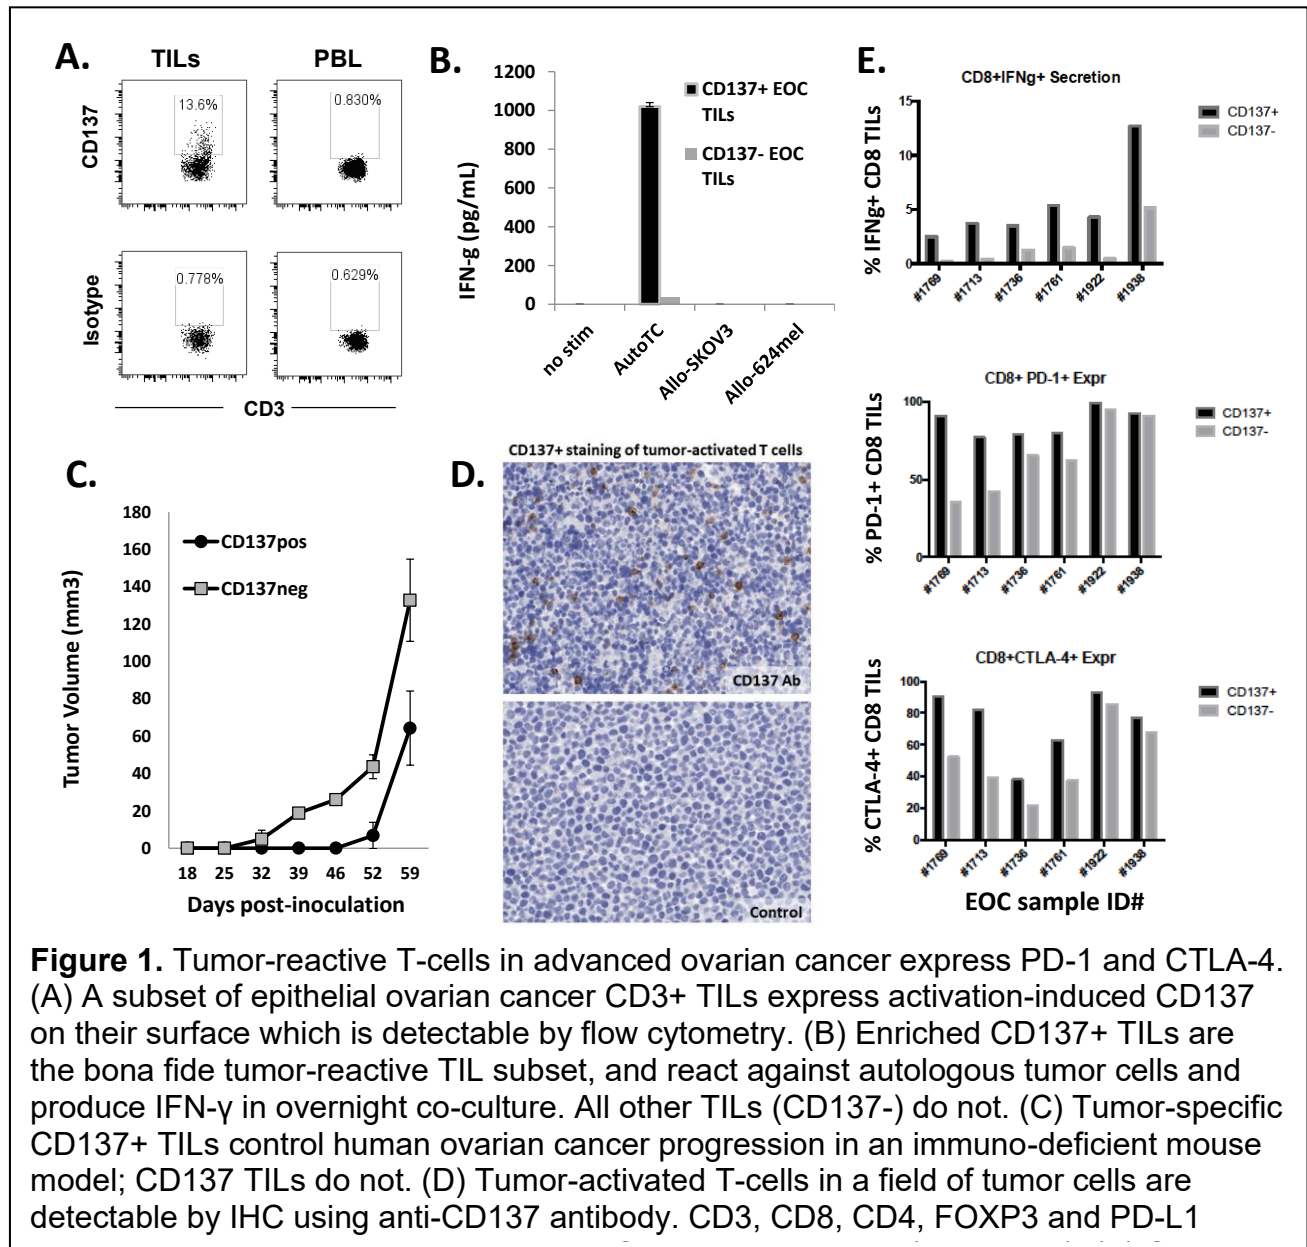 A.
TILs
PBL
CD137
13.6%
0.830%
Isotype
0.778%
0.629%
CD3
B.
IFN-g (pg/mL)
1200
1000
800
600
400
200
0
CD137+ EOC
TILs
CD137- EOC
TILs
no stim
AutoTC
Allo-SKOV3
Allo-624mel
C.
Tumor Volume (mm3)
180
160
140
120
100
80
60
40
20
0
CD137pos
CD137neg
18 25 32 39 46 52 59
Days post-inoculation
D.
CD137+ staining of tumor-activated T cells
CD137 Ab
Control
E.
CD8+IFNg+ Secretion
% IFNg+ CD8 TILs
15
10
5
0
CD137+
CD137-
#1769 #1713 #1736 #1761 #1922 #1938
CD8+ PD-1+ Expr
% PD-1+ CD8 TILs
100
50
0
CD137+
CD137-
#1769 #1713 #1736 #1761 #1922 #1938
CD8+CTLA-4+ Expr
% CTLA-4+ CD8 TILs
100
80
60
40
20
0
CD137+
CD137-
#1769 #1713 #1736 #1761 #1922 #1938
EOC sample ID#
Figure 1. Tumor-reactive T-cells in advanced ovarian cancer express PD-1 and CTLA-4.
(A) A subset of epithelial ovarian cancer CD3+ TILs express activation-induced CD137
on their surface which is detectable by flow cytometry. (B) Enriched CD137+ TILs are
the bona fide tumor-reactive TIL subset, and react against autologous tumor cells and
produce IFN-γ in overnight co-culture. All other TILs (CD137-) do not. (C) Tumor-specific
CD137+ TILs control human ovarian cancer progression in an immuno-deficient mouse
model; CD137 TILs do not. (D) Tumor-activated T-cells in a field of tumor cells are
detectable by IHC using anti-CD137 antibody. CD3, CD8, CD4, FOXP3 and PD-L1